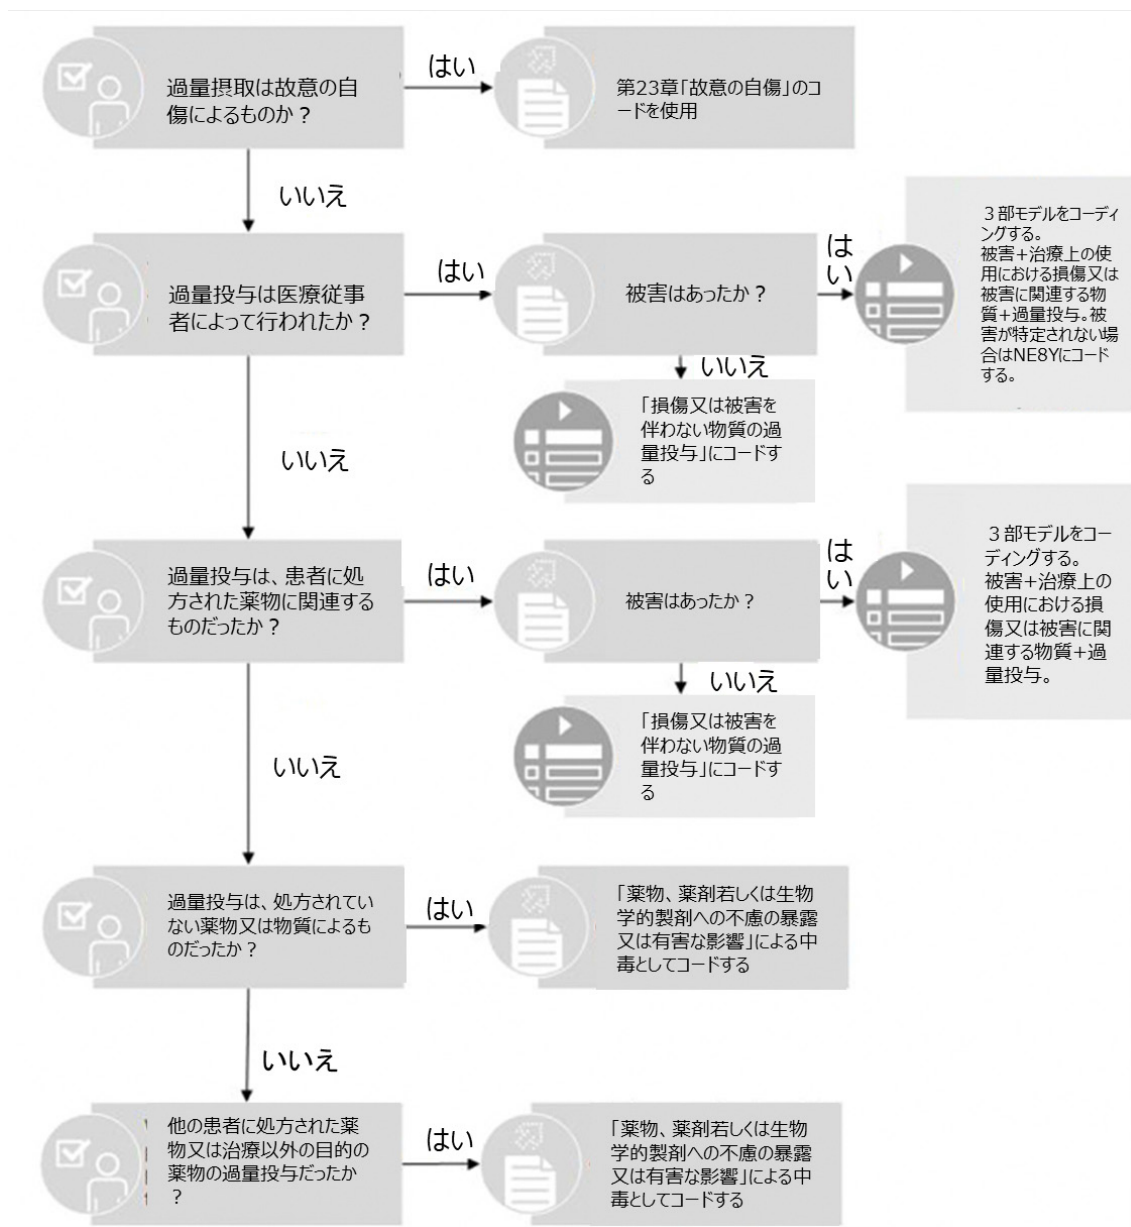 過量摂取は故意の自
傷によるものか？
はい
第23章「故意の自傷」のコ
ードを使用
いいえ
過量投与は医療従事
者によって行われたか？
はい
被害はあったか？
は
い
３部モデルをコーディ
ングする。
被害＋治療上の使
用における損傷又は
被害に関連する物
質＋過量投与。被
害が特定されない場
合はNE8Yにコード
する。
いいえ
「損傷又は被害を
伴わない物質の過
量投与」にコードす
る
いいえ
過量投与は、患者に処
方された薬物に関連する
ものだったか？
はい
被害はあったか？
は
い
３部モデルをコー
ディングする。
被害＋治療上の
使用における損
傷又は被害に関
連する物質＋過
量投与。
いいえ
「損傷又は被害を
伴わない物質の過
量投与」にコードす
る
いいえ
過量投与は、処方されてい
ない薬物又は物質によるも
のだったか？
はい
「薬物、薬剤若しくは生物
学的製剤への不慮の暴露
又は有害な影響」による中
毒としてコードする
いいえ
他の患者に処方された薬
物又は治療以外の目的の
薬物の過量投与だったか
？
はい
「薬物、薬剤若しくは生物
学的製剤への不慮の暴露
又は有害な影響」による中
毒としてコードする